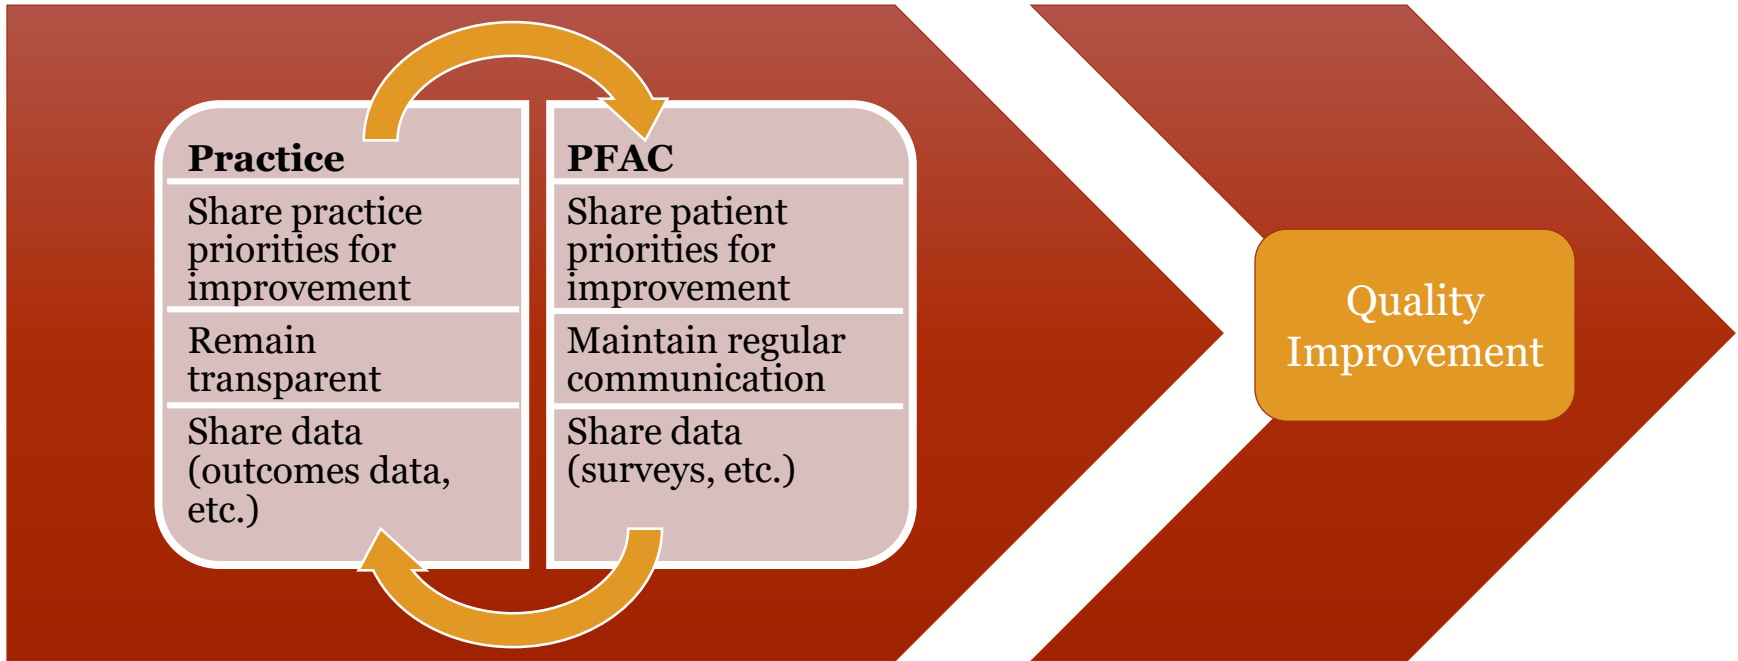 Practice
Share practice
priorities for
improvement
Remain
transparent
Share data
(outcomes data,
etc.)
PFAC
Share patient
priorities for
improvement
Maintain regular
communication
Share data
(surveys, etc.)
Quality
Improvement